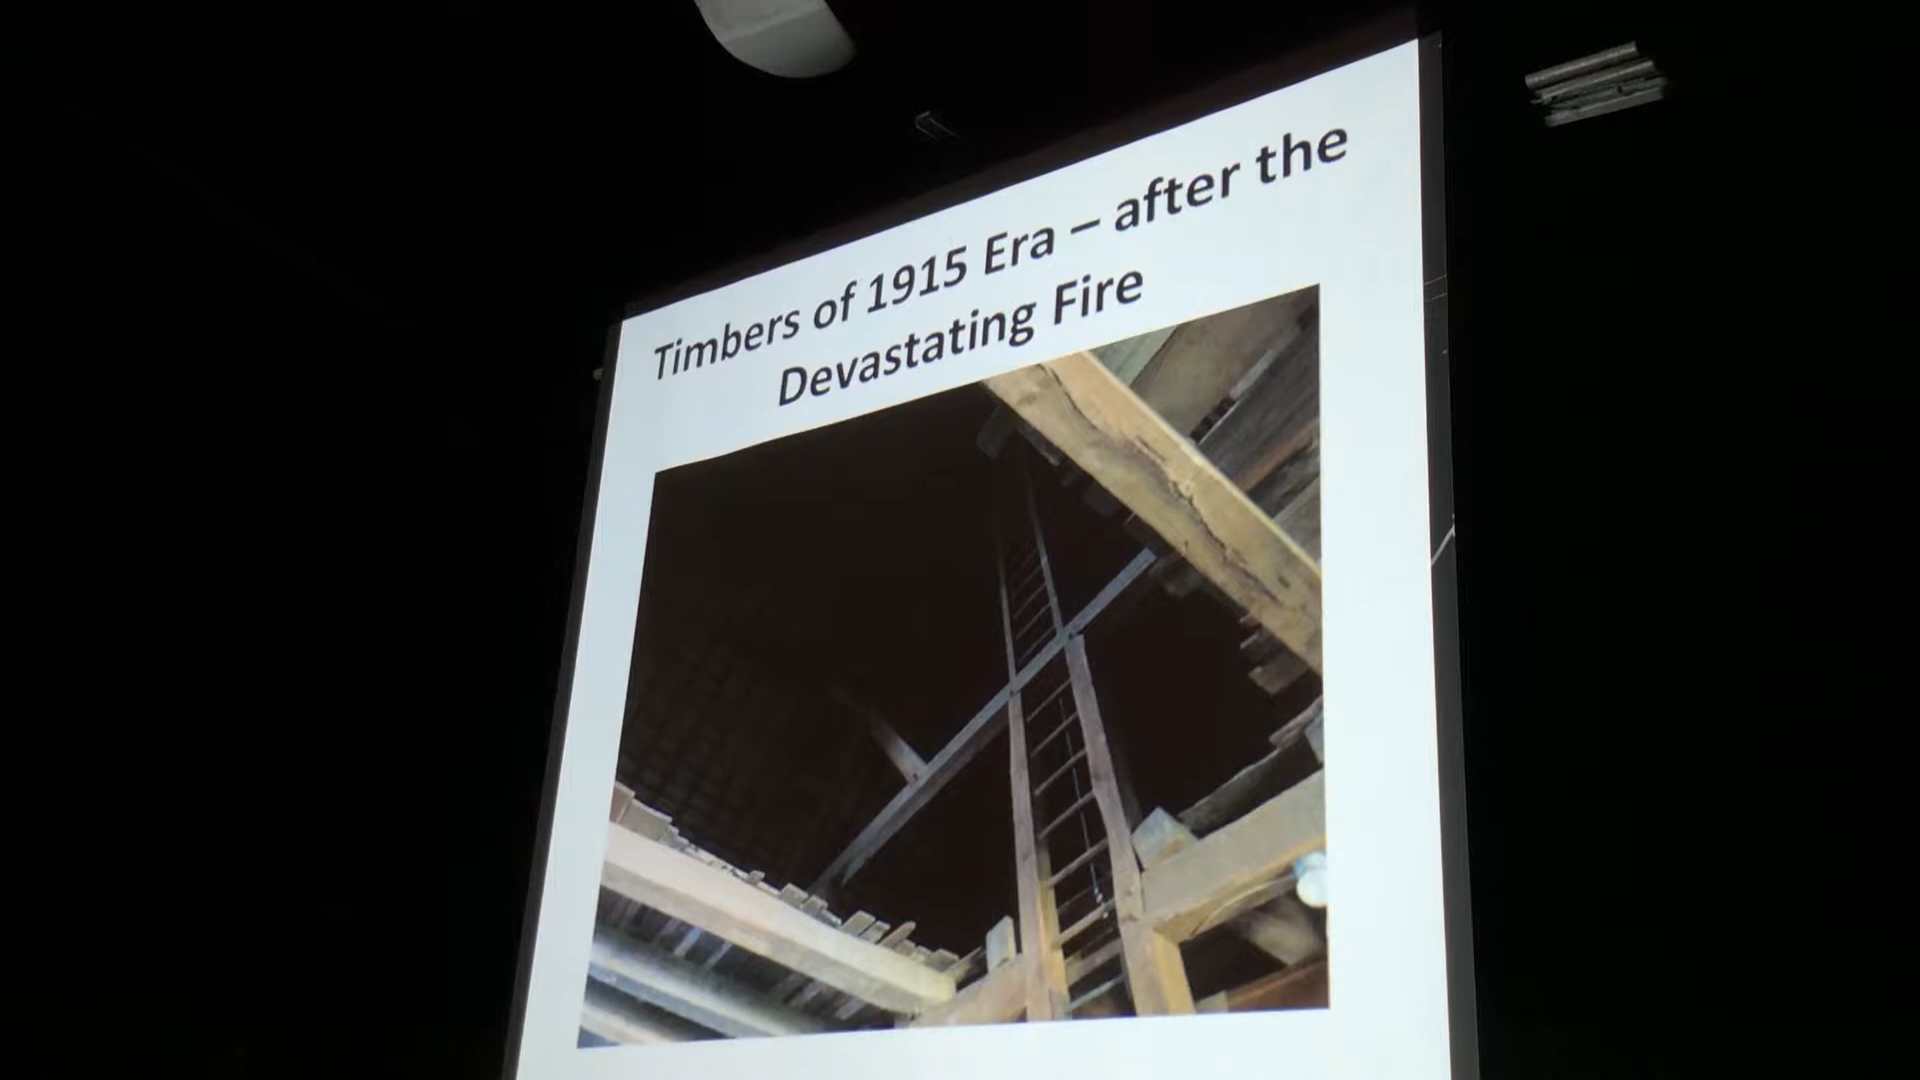 Timbers of 1915 Era – after the
Devastating Fire